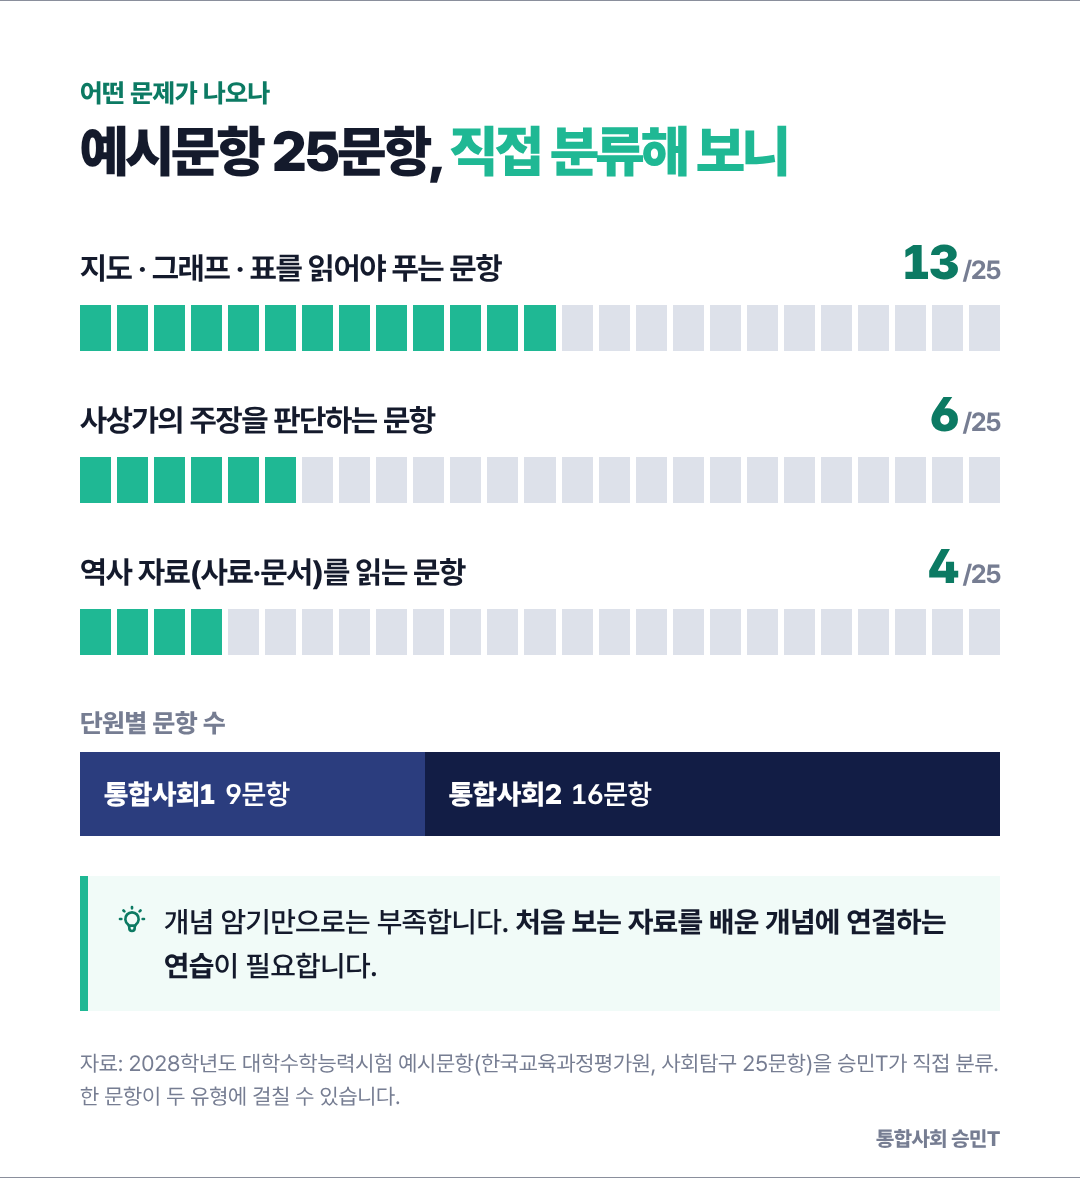 어떤 문제가 나오나
예시문항 25문항, 직접 분류해 보니
지도 · 그래프 · 표를 읽어야 푸는 문항 13/25
사상가의 주장을 판단하는 문항 6/25
역사 자료(사료·문서)를 읽는 문항 4/25
단원별 문항 수
통합사회1 9문항 통합사회2 16문항
개념 암기만으로는 부족합니다. 처음 보는 자료를 배운 개념에 연결하는
연습이 필요합니다.
자료: 2028학년도 대학수학능력시험 예시문항(한국교육과정평가원, 사회탐구 25문항)을 승민T가 직접 분류.
한 문항이 두 유형에 걸칠 수 있습니다.
통합사회 승민T